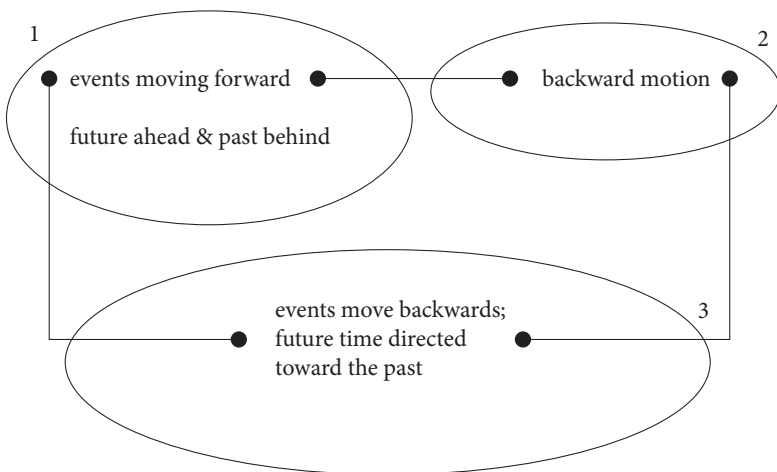 1
events moving forward
future ahead & past behind
2
backward motion
3
events move backwards;
future time directed
toward the past